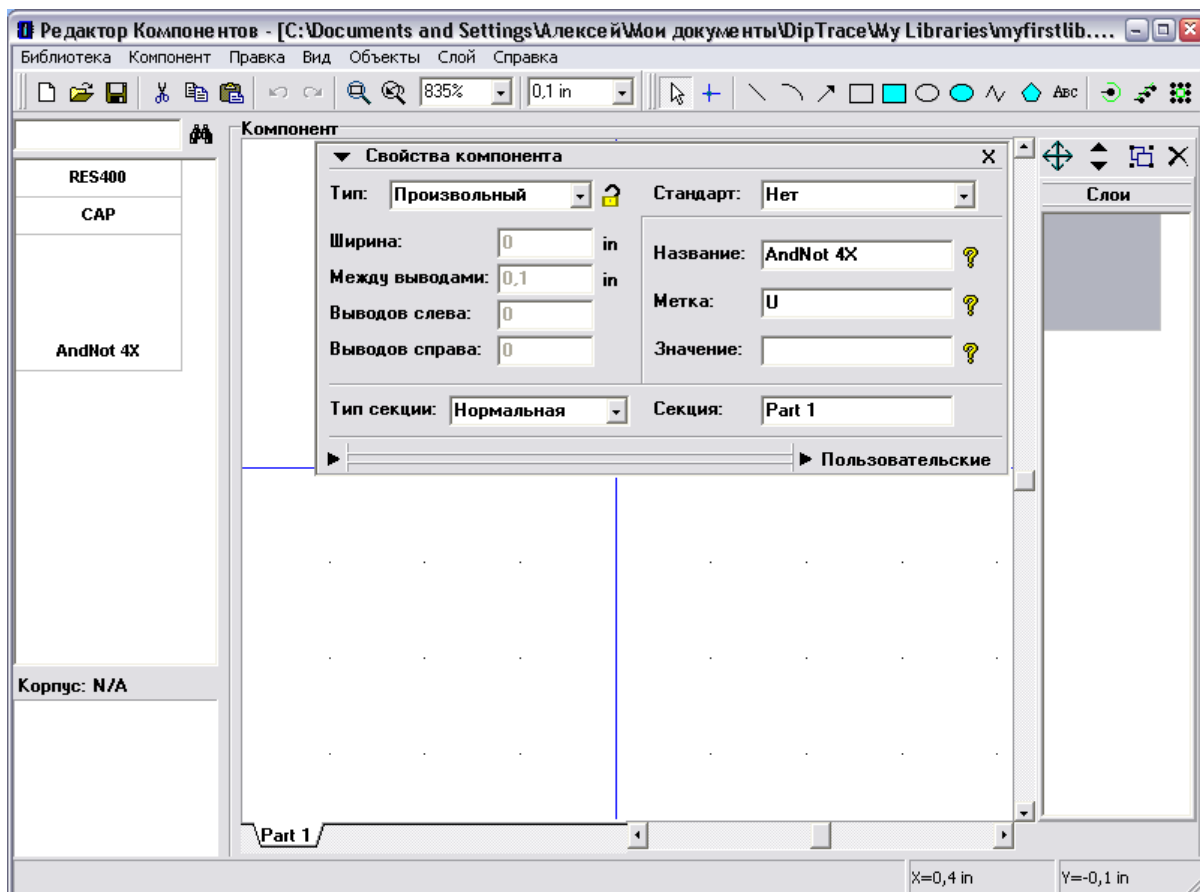 Редактор Компонентов - [C:\Documents and Settings\Алексей\Мои документы\DipTrace\My Libraries\myfirstlib....
Библиотека Компонент Правка Вид Объекты Слой Справка
835% 0,1 in ABC
Компонент
RES400
CAP
AndNot 4X
Свойства компонента X
Тип: Произвольный Стандарт: Нет
Ширина: 0 in
Между выводами: 0,1 in
Выводов слева: 0
Выводов справа: 0
Название: AndNot 4X ?
Метка: U ?
Значение: ?
Тип секции: Нормальная Секция: Part 1
Пользовательские
Слои
Корпус: N/A
Part 1
X=0,4 in Y=-0,1 in